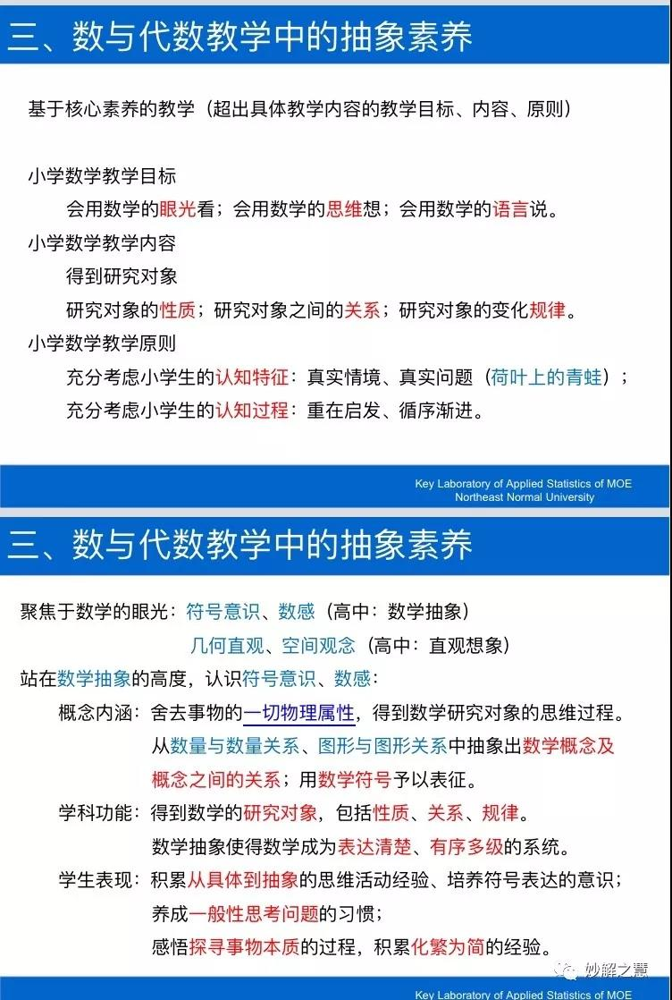 三、数与代数教学中的抽象素养
基于核心素养的教学（超出具体教学内容的教学目标、内容、原则）
小学数学教学目标
会用数学的眼光看；会用数学的思维想；会用数学的语言说。
小学数学教学内容
得到研究对象
研究对象的性质；研究对象之间的关系；研究对象的变化规律。
小学数学教学原则
充分考虑小学生的认知特征：真实情境、真实问题（荷叶上的青蛙）；
充分考虑小学生的认知过程：重在启发、循序渐进。
Key Laboratory of Applied Statistics of MOE
Northeast Normal University
三、数与代数教学中的抽象素养
聚焦于数学的眼光：符号意识、数感（高中：数学抽象）
几何直观、空间观念（高中：直观想象）
站在数学抽象的高度，认识符号意识、数感：
概念内涵：舍去事物的一切物理属性，得到数学研究对象的思维过程。
从数量与数量关系、图形与图形关系中抽象出数学概念及
概念之间的关系；用数学符号予以表征。
学科功能：得到数学的研究对象，包括性质、关系、规律。
数学抽象使得数学成为表达清楚、有序多级的系统。
学生表现：积累从具体到抽象的思维活动经验、培养符号表达的意识；
养成一般性思考问题的习惯；
感悟探寻事物本质的过程，积累化繁为简的经验。
妙解之慧
Key Laboratory of Applied Statistics of MOE